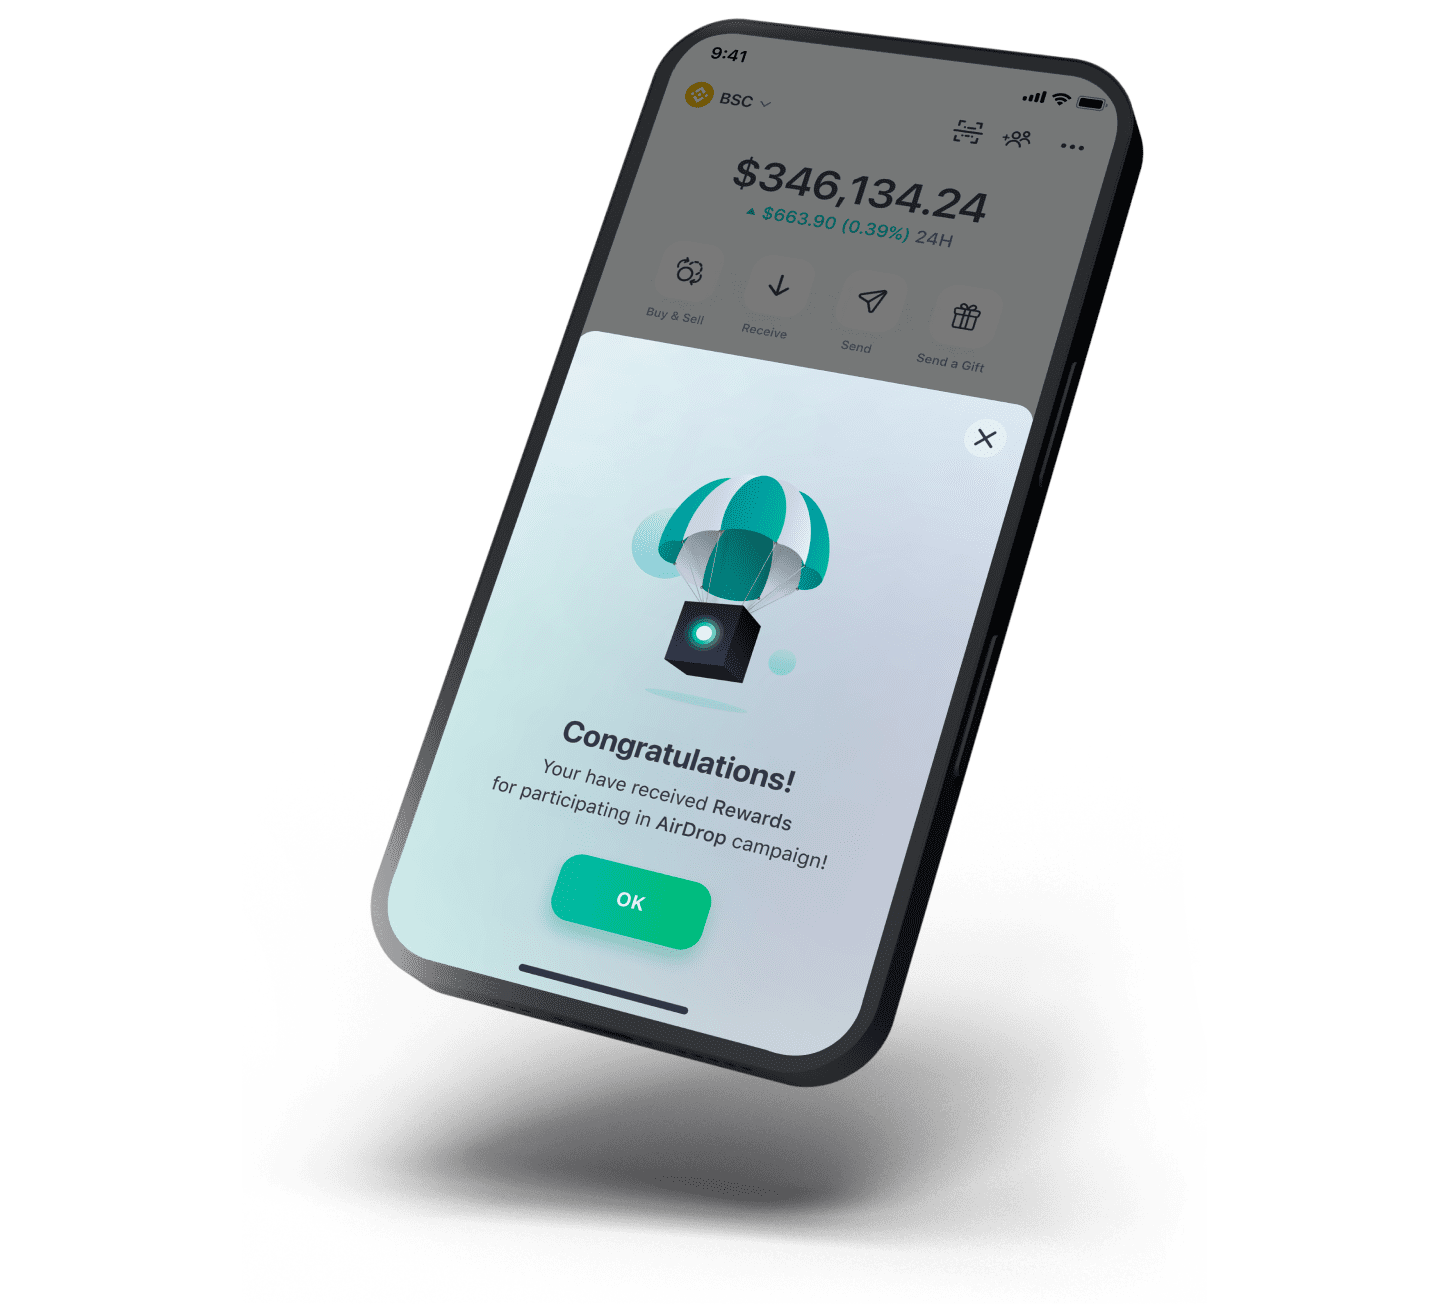 9:41
BSC
$346,134.24
$663.90 (0.39%) 24H
Buy & Sell
Receive
Send
Send a Gift
Congratulations!
Your have received Rewards
for participating in AirDrop campaign!
OK